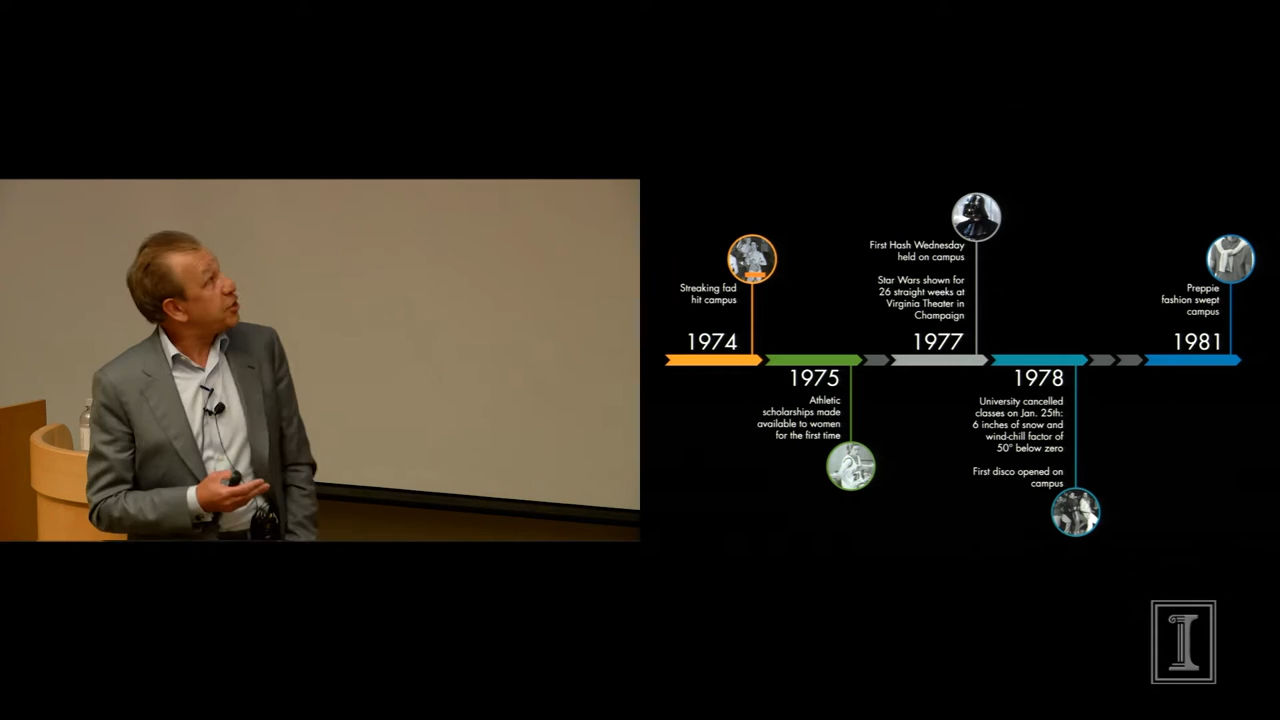 First Hash Wednesday
held on campus
Star Wars shown for
26 straight weeks at
Virginia Theater in
Champaign
Streaking fad
hit campus
Preppie
fashion swept
campus
1974
1977
1981
1975
1978
Athletic
scholarships made
available to women
for the first time
University cancelled
classes on Jan. 25th:
6 inches of snow and
wind-chill factor of
50° below zero
First disco opened on
campus
I